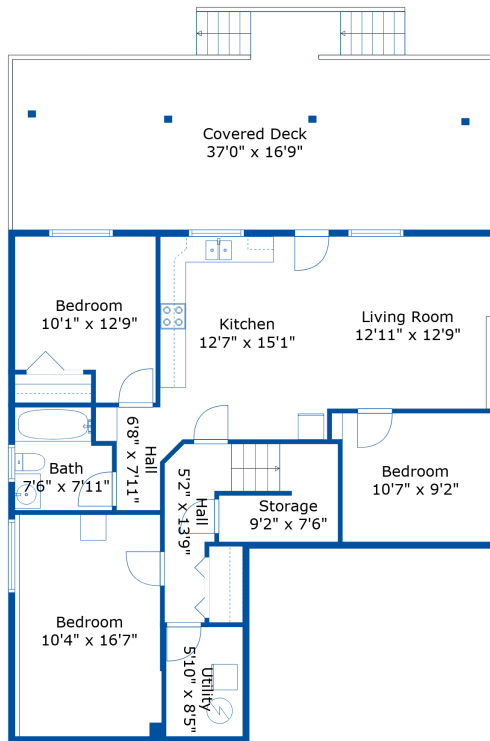 Covered Deck
37'0" x 16'9"
Bedroom
10'1" x 12'9"
Kitchen
12'7" x 15'1"
Living Room
12'11" x 12'9"
Hall
6'8" x 7'11"
Bath
7'6" x 7'11"
Hall
5'2" x 13'9"
Storage
9'2" x 7'6"
Bedroom
10'7" x 9'2"
Bedroom
10'4" x 16'7"
Utility
5'10" x 8'5"